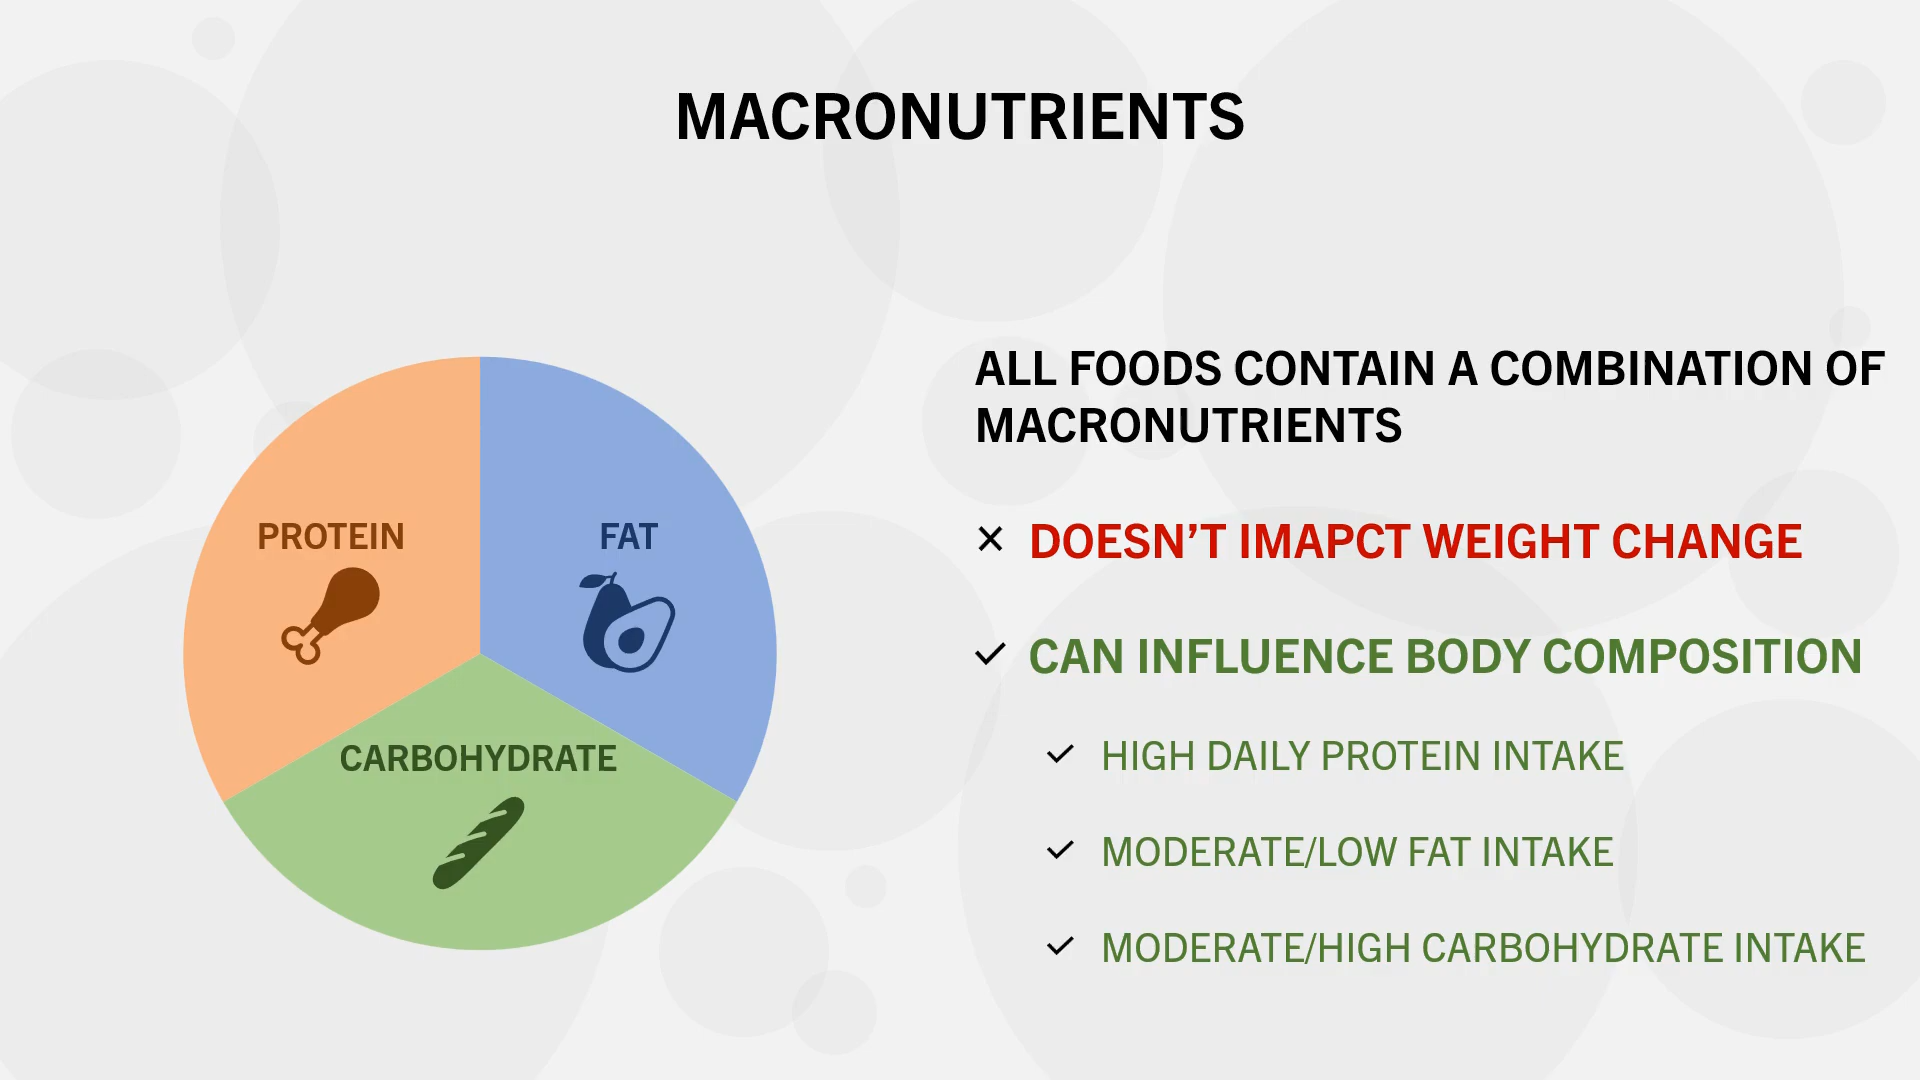 MACRONUTRIENTS
PROTEIN
FAT
CARBOHYDRATE
ALL FOODS CONTAIN A COMBINATION OF
MACRONUTRIENTS
DOESN’T IMAPCT WEIGHT CHANGE
CAN INFLUENCE BODY COMPOSITION
HIGH DAILY PROTEIN INTAKE
MODERATE/LOW FAT INTAKE
MODERATE/HIGH CARBOHYDRATE INTAKE